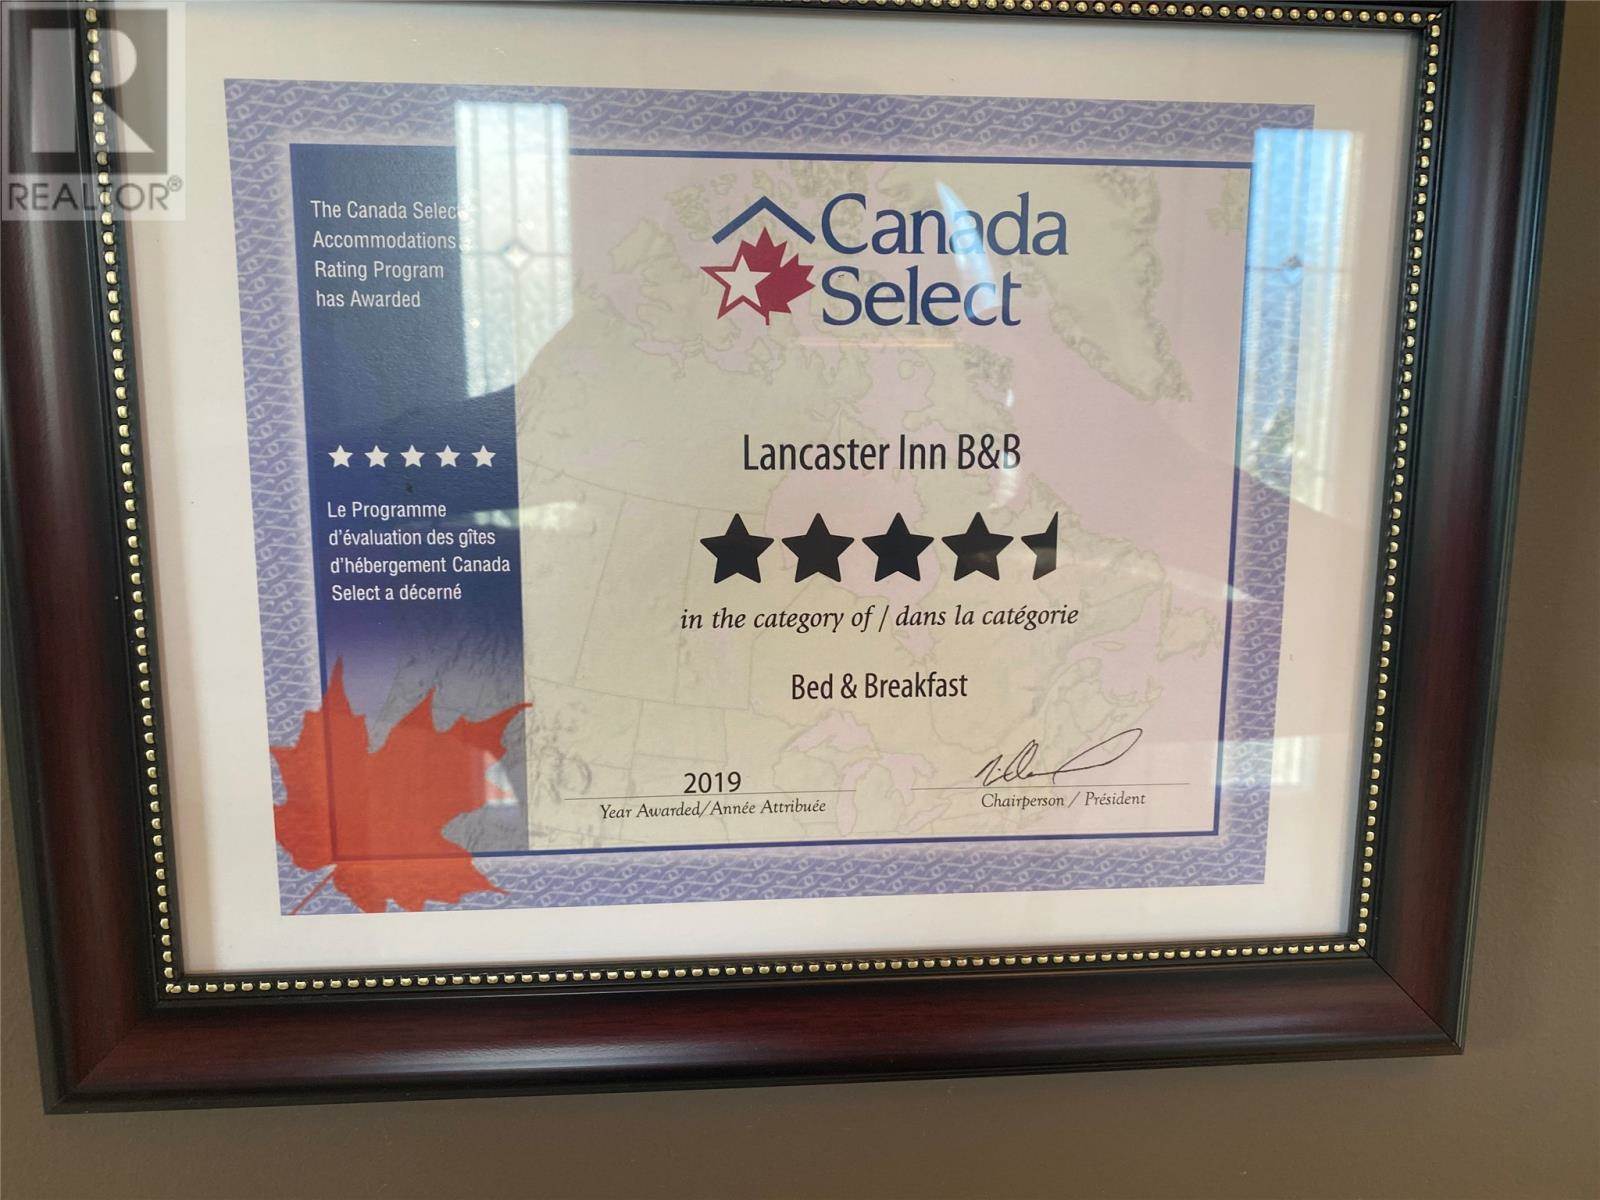 REALTOR®
The Canada Select
Accommodations
Rating Program
has Awarded
Le Programme
d'évaluation des gîtes
d'hébergement Canada
Select a décerné
Canada
Select
Lancaster Inn B&B
in the category of / dans la catégorie
Bed & Breakfast
2019
Year Awarded/Année Attribuée
Chairperson / Président